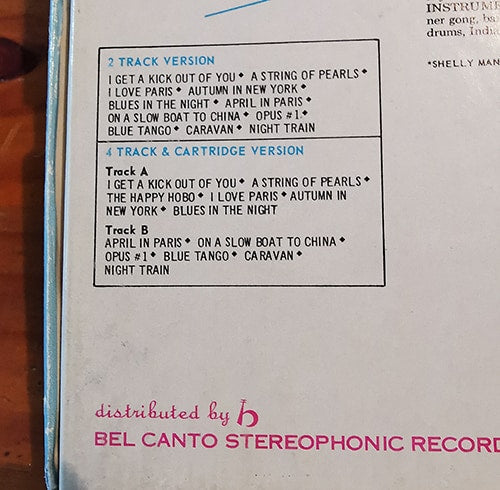 INSTRUME
ner gong, ba
drums, India
*SHELLY MAN
2 TRACK VERSION
I GET A KICK OUT OF YOU ◆ A STRING OF PEARLS ◆
I LOVE PARIS ◆ AUTUMN IN NEW YORK ◆
BLUES IN THE NIGHT ◆ APRIL IN PARIS ◆
ON A SLOW BOAT TO CHINA ◆ OPUS #1 ◆
BLUE TANGO ◆ CARAVAN ◆ NIGHT TRAIN
4 TRACK & CARTRIDGE VERSION
Track A
I GET A KICK OUT OF YOU ◆ A STRING OF PEARLS ◆
THE HAPPY HOBO ◆ I LOVE PARIS ◆ AUTUMN IN
NEW YORK ◆ BLUES IN THE NIGHT
Track B
APRIL IN PARIS ◆ ON A SLOW BOAT TO CHINA ◆
OPUS #1 ◆ BLUE TANGO ◆ CARAVAN ◆
NIGHT TRAIN
distributed by b
BEL CANTO STEREOPHONIC RECORD